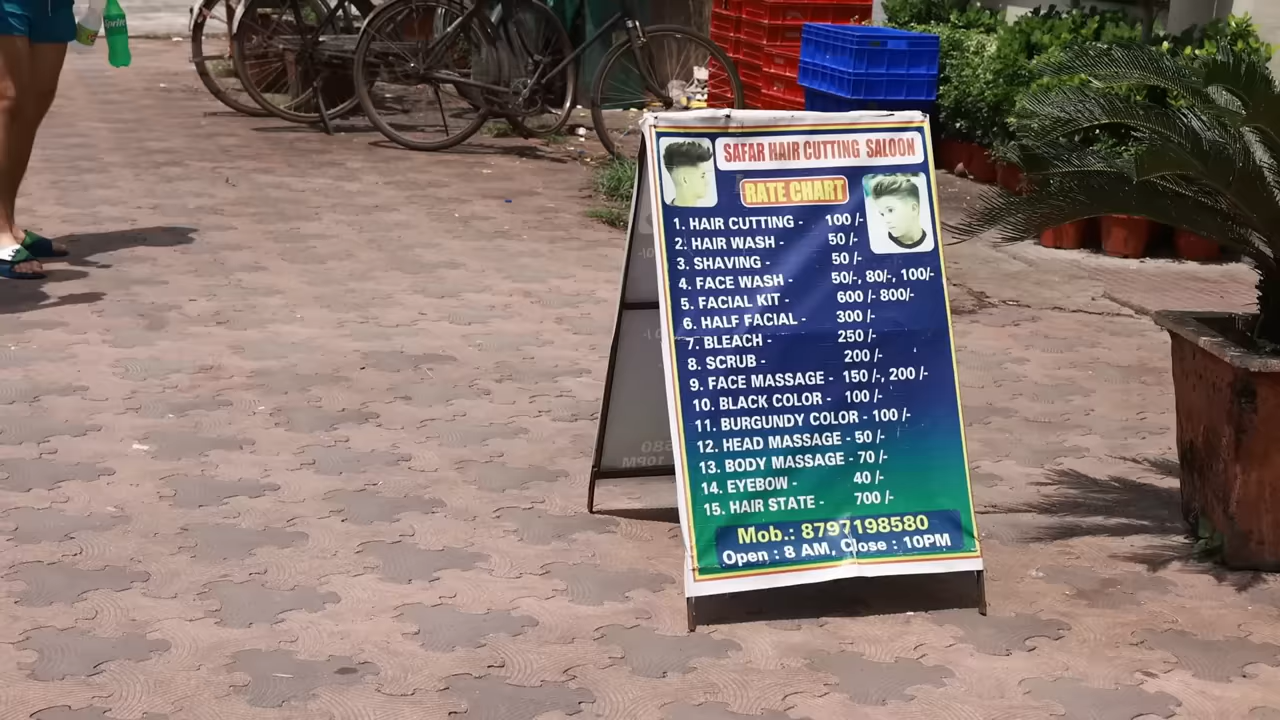 Sprite
SAFAR HAIR CUTTING SALOON
RATE CHART
1. HAIR CUTTING - 100 /-
2. HAIR WASH - 50 /-
3. SHAVING - 50 /-
4. FACE WASH - 50/-, 80/-, 100/-
5. FACIAL KIT - 600 /- 800/-
6. HALF FACIAL - 300 /-
7. BLEACH - 250 /-
8. SCRUB - 200 /-
9. FACE MASSAGE - 150 /-, 200 /-
10. BLACK COLOR - 100 /-
11. BURGUNDY COLOR - 100 /-
12. HEAD MASSAGE - 50 /-
13. BODY MASSAGE - 70 /-
14. EYEBOW - 40 /-
15. HAIR STATE - 700 /-
Mob.: 8797198580
Open : 8 AM, Close : 10PM
580
10PM